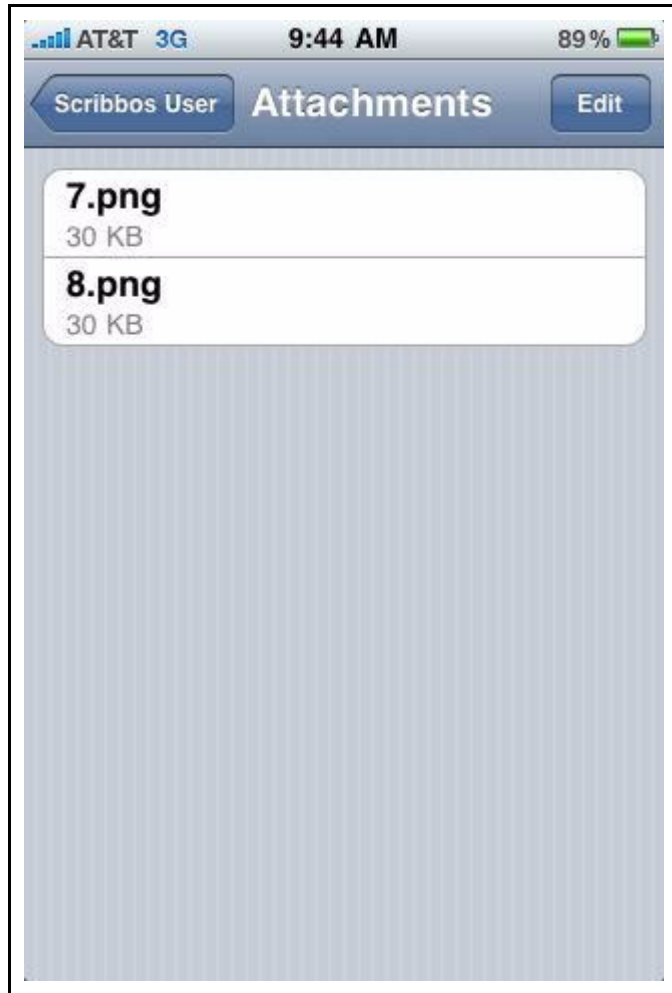 AT&T 3G 9:44 AM 89%
Scribbos User Attachments Edit
7.png
30 KB
8.png
30 KB